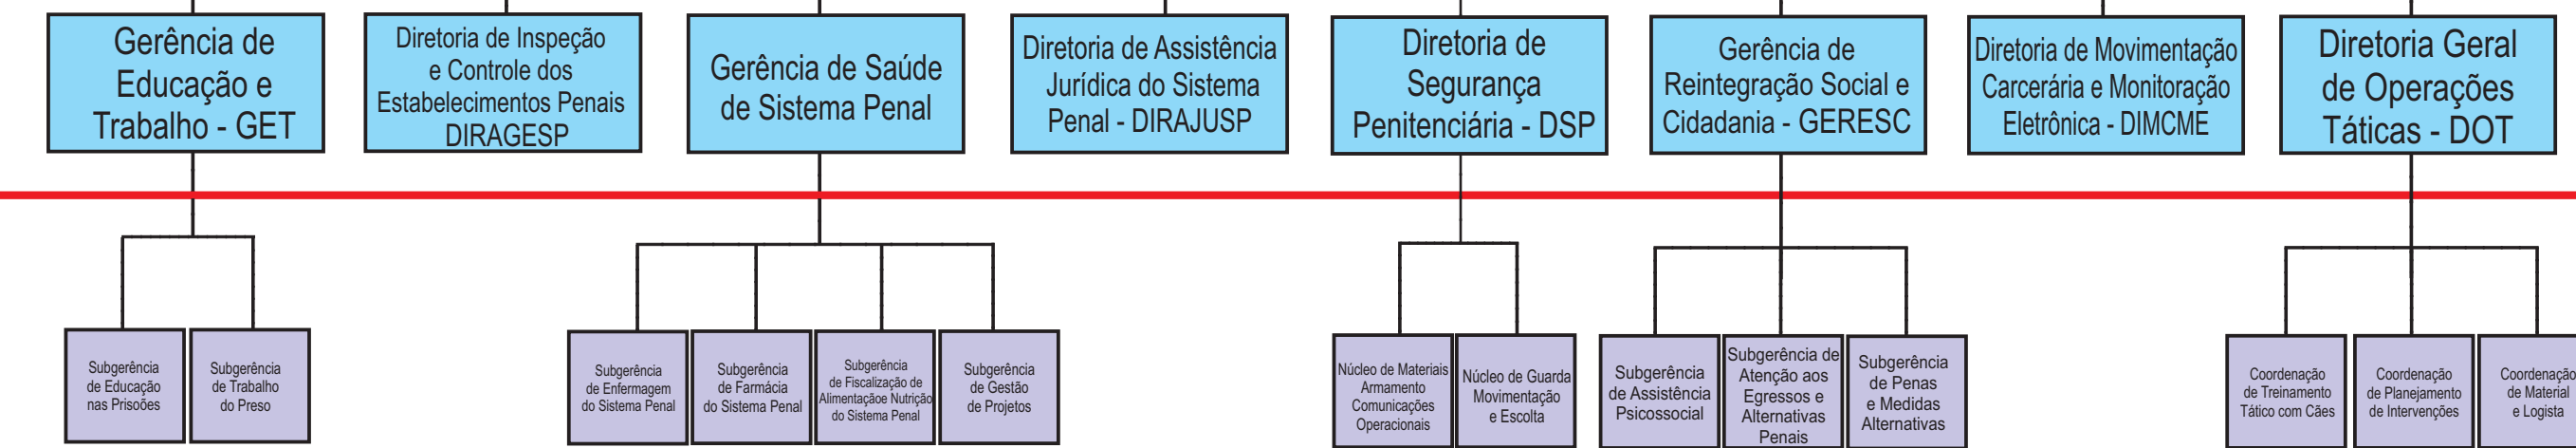 Gerência de
Educação e
Trabalho - GET
Diretoria de Inspeção
e Controle dos
Estabelecimentos Penais
DIRAGESP
Gerência de Saúde
de Sistema Penal
Diretoria de Assistência
Jurídica do Sistema
Penal - DIRAJUSP
Diretoria de
Segurança
Penitenciária - DSP
Gerência de
Reintegração Social e
Cidadania - GERESC
Diretoria de Movimentação
Carcerária e Monitoração
Eletrônica - DIMCME
Diretoria Geral
de Operações
Táticas - DOT
Subgerência
de Educação
nas Prisoões
Subgerência
de Trabalho
do Preso
Subgerência
de Enfermagem
do Sistema Penal
Subgerência
de Farmácia
do Sistema Penal
Subgerência
de Fiscalização de
Alimentaçãoe Nutrição
do Sistema Penal
Subgerência
de Gestão
de Projetos
Núcleo de Materiais
Armamento
Comunicações
Operacionais
Núcleo de Guarda
Movimentação
e Escolta
Subgerência
de Assistência
Psicossocial
Subgerência de
Atenção aos
Egressos e
Alternativas
Penais
Subgerência
de Penas
e Medidas
Alternativas
Coordenação
de Treinamento
Tático com Cães
Coordenação
de Planejamento
de Intervenções
Coordenação
de Material
e Logista